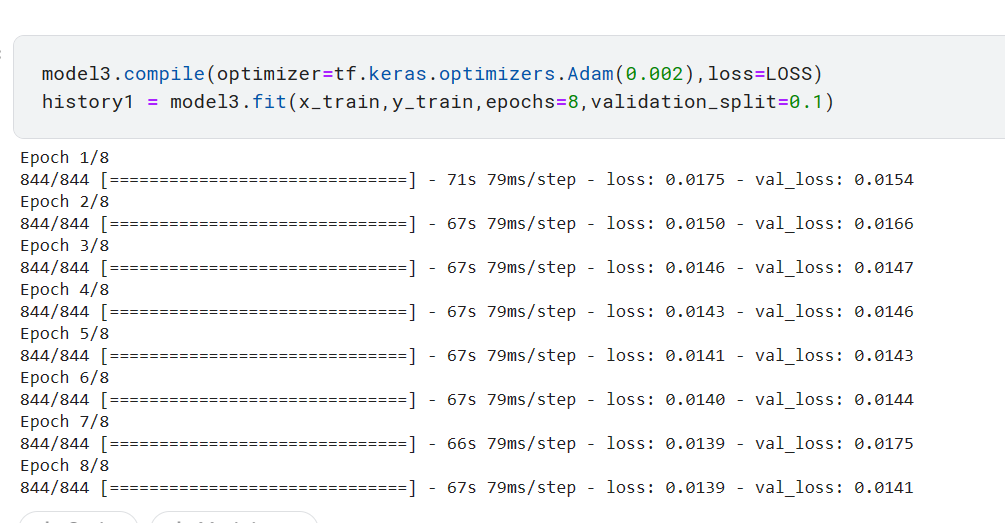 model3.compile(optimizer=tf.keras.optimizers.Adam(0.002),loss=LOSS)
history1 = model3.fit(x_train,y_train,epochs=8,validation_split=0.1)
Epoch 1/8
844/844 [==============================] - 71s 79ms/step - loss: 0.0175 - val_loss: 0.0154
Epoch 2/8
844/844 [==============================] - 67s 79ms/step - loss: 0.0150 - val_loss: 0.0166
Epoch 3/8
844/844 [==============================] - 67s 79ms/step - loss: 0.0146 - val_loss: 0.0147
Epoch 4/8
844/844 [==============================] - 67s 79ms/step - loss: 0.0143 - val_loss: 0.0146
Epoch 5/8
844/844 [==============================] - 67s 79ms/step - loss: 0.0141 - val_loss: 0.0143
Epoch 6/8
844/844 [==============================] - 67s 79ms/step - loss: 0.0140 - val_loss: 0.0144
Epoch 7/8
844/844 [==============================] - 66s 79ms/step - loss: 0.0139 - val_loss: 0.0175
Epoch 8/8
844/844 [==============================] - 67s 79ms/step - loss: 0.0139 - val_loss: 0.0141